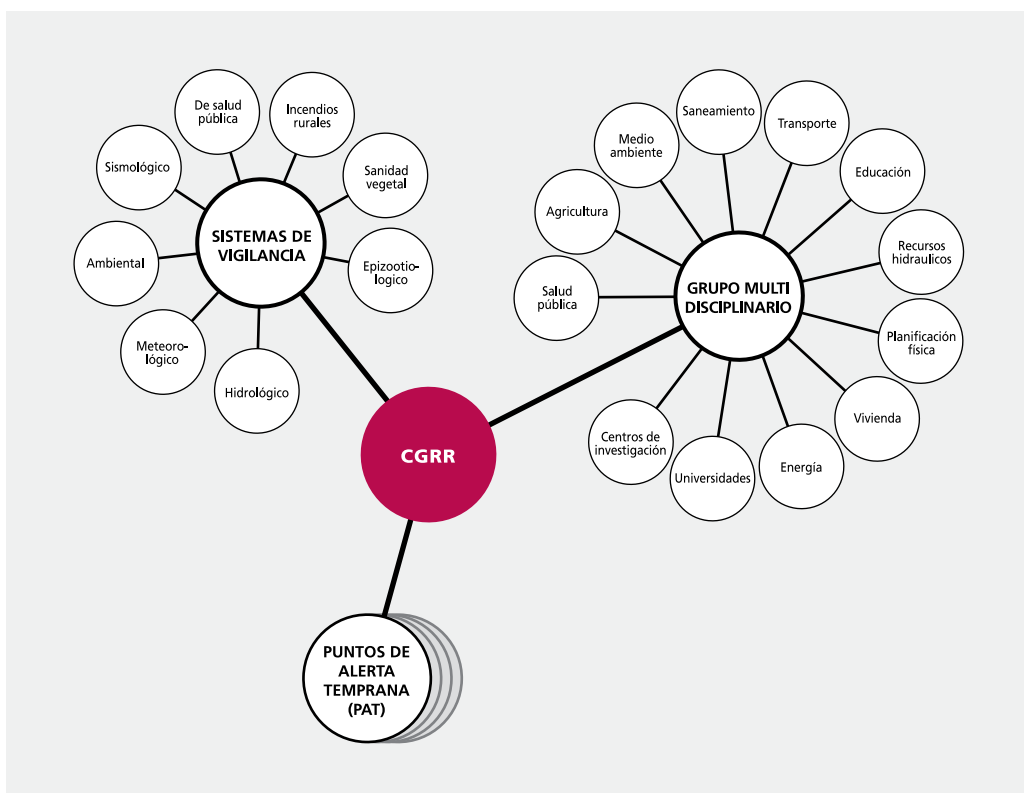 De salud
pública
Incendios
rurales
Sismológico
Sanidad
vegetal
SISTEMAS DE
VIGILANCIA
Ambiental
Epizootio-
logico
Meteoro-
lógico
Hidrológico
Saneamiento
Transporte
Medio
ambiente
Educación
Agricultura
Recursos
hidraulicos
Salud
pública
GRUPO MULTI
DISCIPLINARIO
Planificación
física
Vivienda
Centros de
investigación
Energía
Universidades
CGRR
PUNTOS DE
ALERTA
TEMPRANA
(PAT)